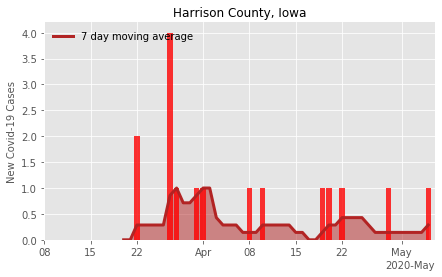 Harrison County, Iowa
7 day moving average
New Covid-19 Cases
4.0
3.5
3.0
2.5
2.0
1.5
1.0
0.5
0.0
08 15 22 Apr 08 15 22 May
2020-May